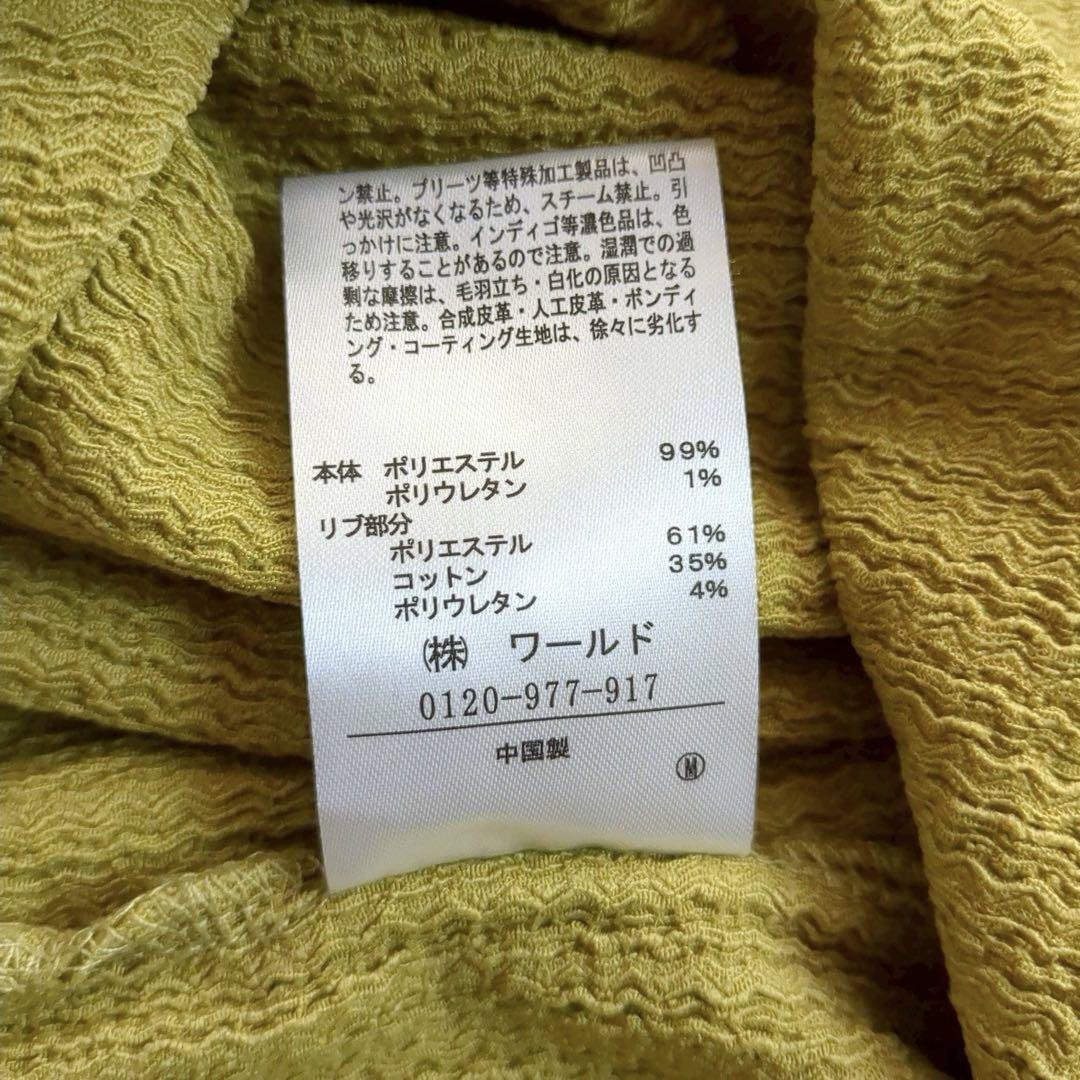 ン禁止。プリーツ等特殊加工製品は、凹凸
や光沢がなくなるため、スチーム禁止。引
っかけに注意。インディゴ等濃色品は、色
移りすることがあるので注意。湿潤での過
剰な摩擦は、毛羽立ち・白化の原因となる
ため注意。合成皮革・人工皮革・ボンディ
ング・コーティング生地は、徐々に劣化す
る。
本体 ポリエステル 99%
ポリウレタン 1%
リブ部分
ポリエステル 61%
コットン 35%
ポリウレタン 4%
㈱ ワールド
0120-977-917
中国製
Ⓜ